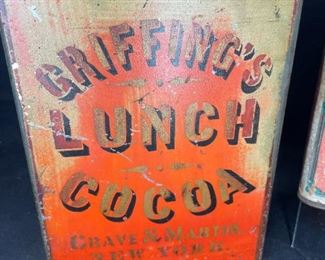 GRIFFING'S
LUNCH
COCOA
GRAVE & MARTIN
NEW YORK